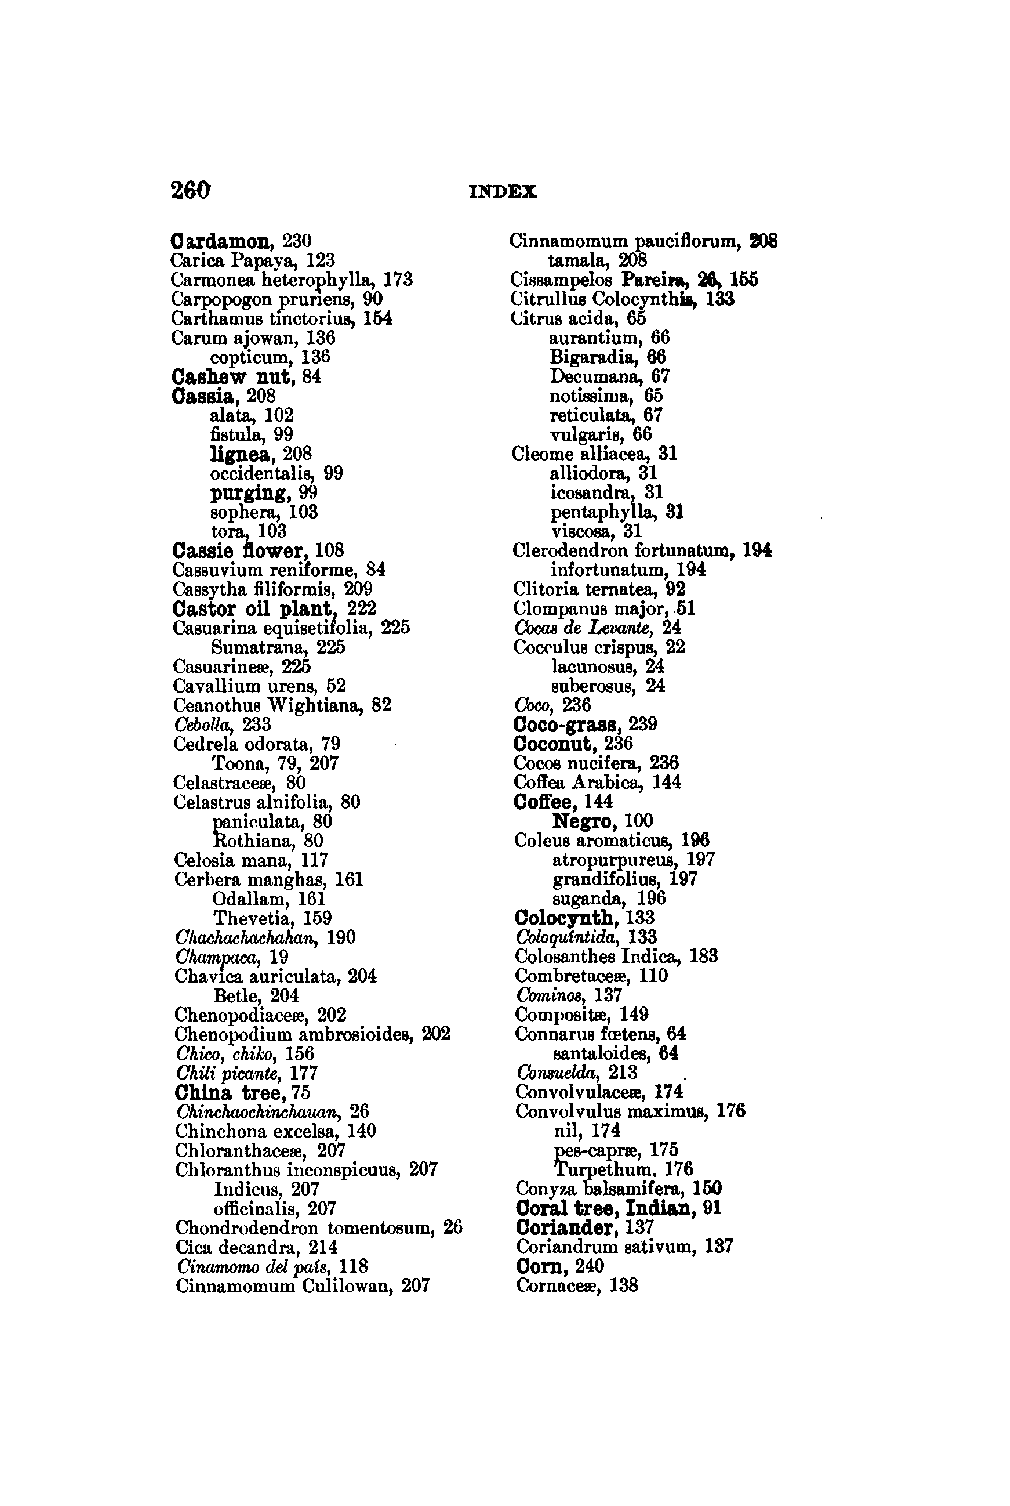 260
INDEX
Cardamon, 230
Carica Papaya, 123
Carmonea heterophylla, 173
Carpopogon pruriens, 90
Carthamus tinctorius, 154
Carum ajowan, 136
copticum, 136
Cashew nut, 84
Cassia, 208
alata, 102
fistula, 99
lignea, 208
occidentalis, 99
purging, 99
sophera, 103
tora, 103
Cassie flower, 108
Cassuvium reniforme, 84
Cassytha filiformis, 209
Castor oil plant, 222
Casuarina equisetifolia, 225
Sumatrana, 225
Casuarineæ, 225
Cavallium urens, 52
Ceanothus Wightiana, 82
Cebolla, 233
Cedrela odorata, 79
Toona, 79, 207
Celastraceæ, 80
Celastrus alnifolia, 80
paniculata, 80
Rothiana, 80
Celosia mana, 117
Cerbera manghas, 161
Odallam, 161
Thevetia, 159
Chachachachahan, 190
Champaca, 19
Chavica auriculata, 204
Betle, 204
Chenopodiaceæ, 202
Chenopodium ambrosioides, 202
Chico, chiko, 156
Chili picante, 177
China tree, 75
Chinchaochinchauan, 26
Chinchona excelsa, 140
Chloranthaceæ, 207
Chloranthus inconspicuus, 207
Indicus, 207
officinalis, 207
Chondrodendron tomentosum, 26
Cica decandra, 214
Cinamomo del pais, 118
Cinnamomum Culilowan, 207
Cinnamomum pauciflorum, 208
tamala, 208
Cissampelos Pareira, 26, 155
Citrullus Colocynthis, 133
Citrus acida, 65
aurantium, 66
Bigaradia, 66
Decumana, 67
notissima, 65
reticulata, 67
vulgaris, 66
Cleome alliacea, 31
alliodora, 31
icosandra, 31
pentaphylla, 31
viscosa, 31
Clerodendron fortunatum, 194
infortunatum, 194
Clitoria ternatea, 92
Clompanus major, 51
Cocas de Levante, 24
Cocculus crispus, 22
lacunosus, 24
suberosus, 24
Coco, 236
Coco-grass, 239
Coconut, 236
Cocos nucifera, 236
Coffea Arabica, 144
Coffee, 144
Negro, 100
Coleus aromaticus, 196
atropurpureus, 197
grandifolius, 197
suganda, 196
Colocynth, 133
Coloquintida, 133
Colosanthes Indica, 183
Combretaceæ, 110
Cominos, 137
Compositæ, 149
Connarus fœtens, 64
santaloides, 64
Consuelda, 213
Convolvulaceæ, 174
Convolvulus maximus, 176
nil, 174
pes-capræ, 175
Turpethum, 176
Conyza balsamifera, 150
Coral tree, Indian, 91
Coriander, 137
Coriandrum sativum, 137
Corn, 240
Cornaceæ, 138